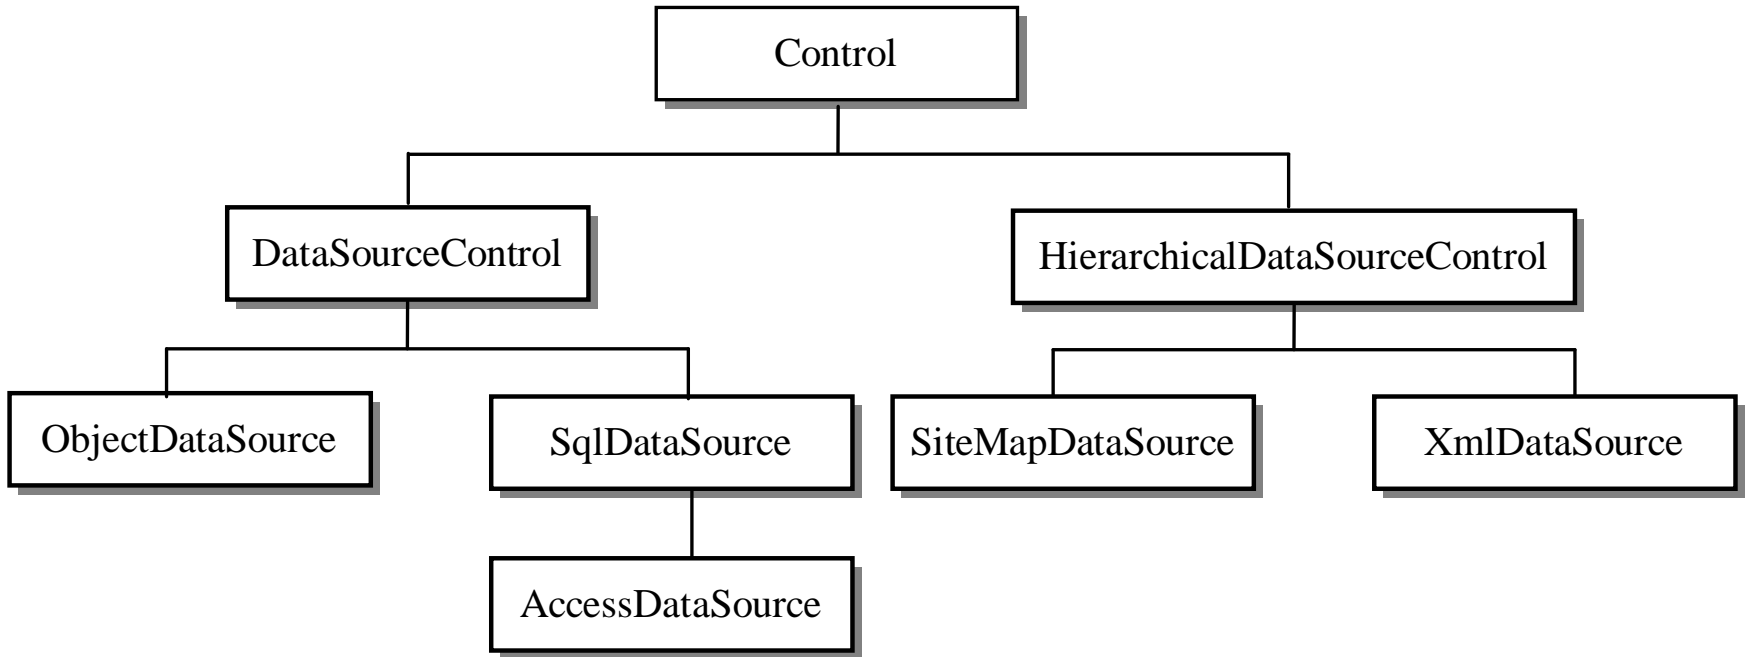 Control
DataSourceControl
HierarchicalDataSourceControl
ObjectDataSource
SqlDataSource
SiteMapDataSource
XmlDataSource
AccessDataSource